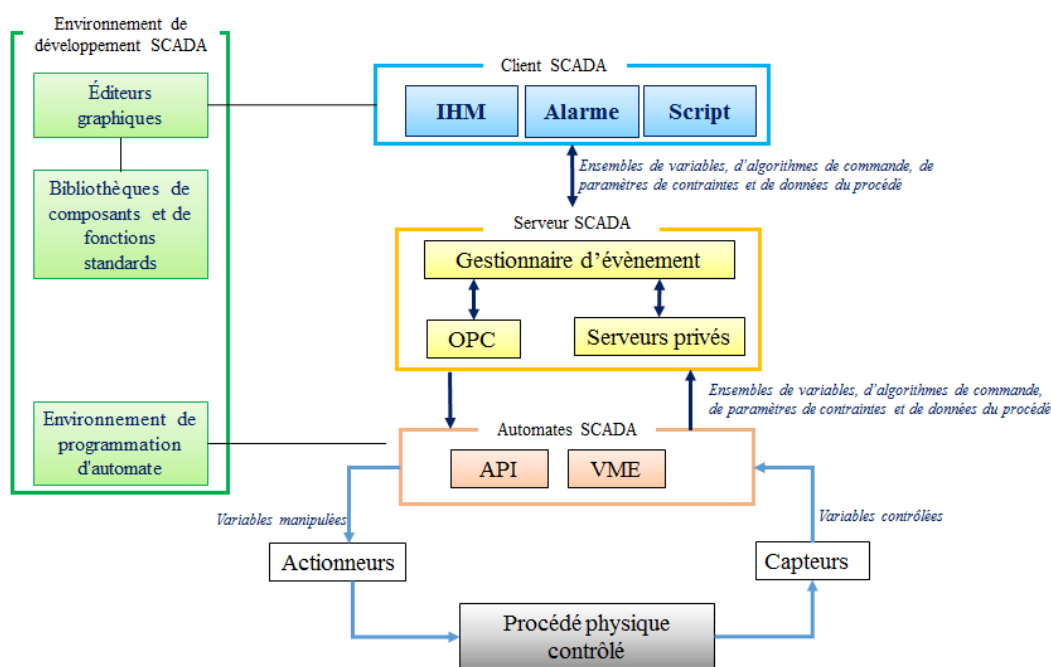 Environnement de
développement SCADA
Éditeurs
graphiques
Bibliothèques de
composants et de
fonctions
standards
Environnement de
programmation
d'automate
Client SCADA
IHM
Alarme
Script
Ensembles de variables, d’algorithmes de commande, de
paramètres de contraintes et de données du procédé
Serveur SCADA
Gestionnaire d’évènement
OPC
Serveurs privés
Ensembles de variables, d’algorithmes de commande,
de paramètres de contraintes et de données du procédé
Automates SCADA
API
VME
Variables manipulées
Variables contrôlées
Actionneurs
Capteurs
Procédé physique
contrôlé